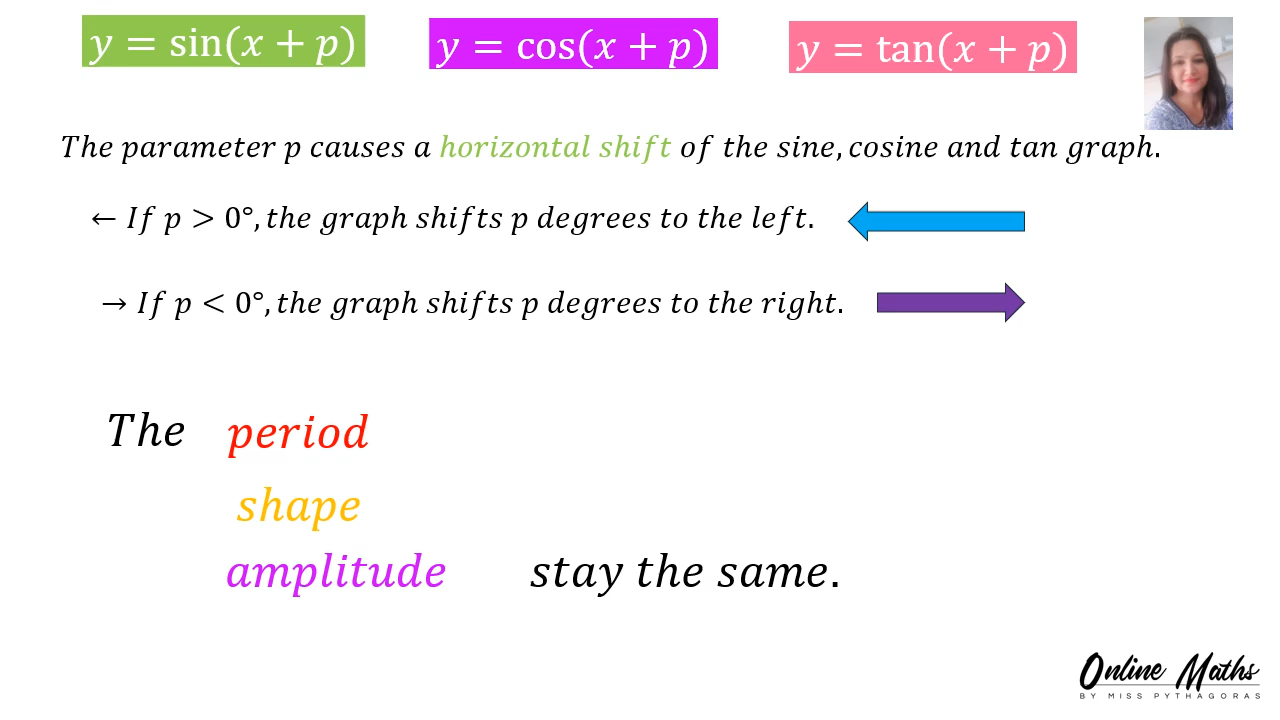 y = sin(x + p) y = cos(x + p) y = tan(x + p)
The parameter p causes a horizontal shift of the sine, cosine and tan graph.
← If p > 0°, the graph shifts p degrees to the left.
→ If p < 0°, the graph shifts p degrees to the right.
The period
shape
amplitude stay the same.
Online Maths
BY MISS PYTHAGORAS